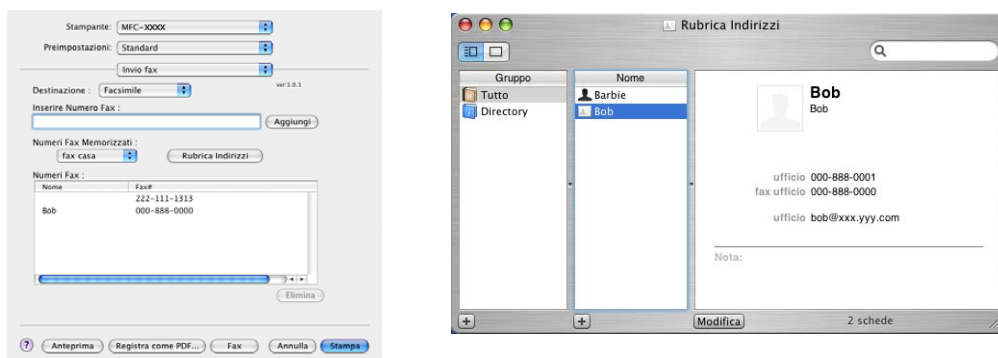 Stampante: MFC-XXXX
Preimpostazioni: Standard
Invio fax
Destinazione : Facsimile
ver:1.0.1
Inserire Numero Fax :
Aggiungi
Numeri Fax Memorizzati :
fax casa
Rubrica Indirizzi
Numeri Fax :
Nome Fax#
222-111-1313
Bob 000-888-0000
Elimina
? Anteprima Registra come PDF... Fax Annulla Stampa
Rubrica Indirizzi
Gruppo
Tutto
Directory
Nome
Barbie
Bob
Bob
Bob
ufficio 000-888-0001
fax ufficio 000-888-0000
ufficio bob@xxx.yyy.com
Nota:
Modifica
2 schede